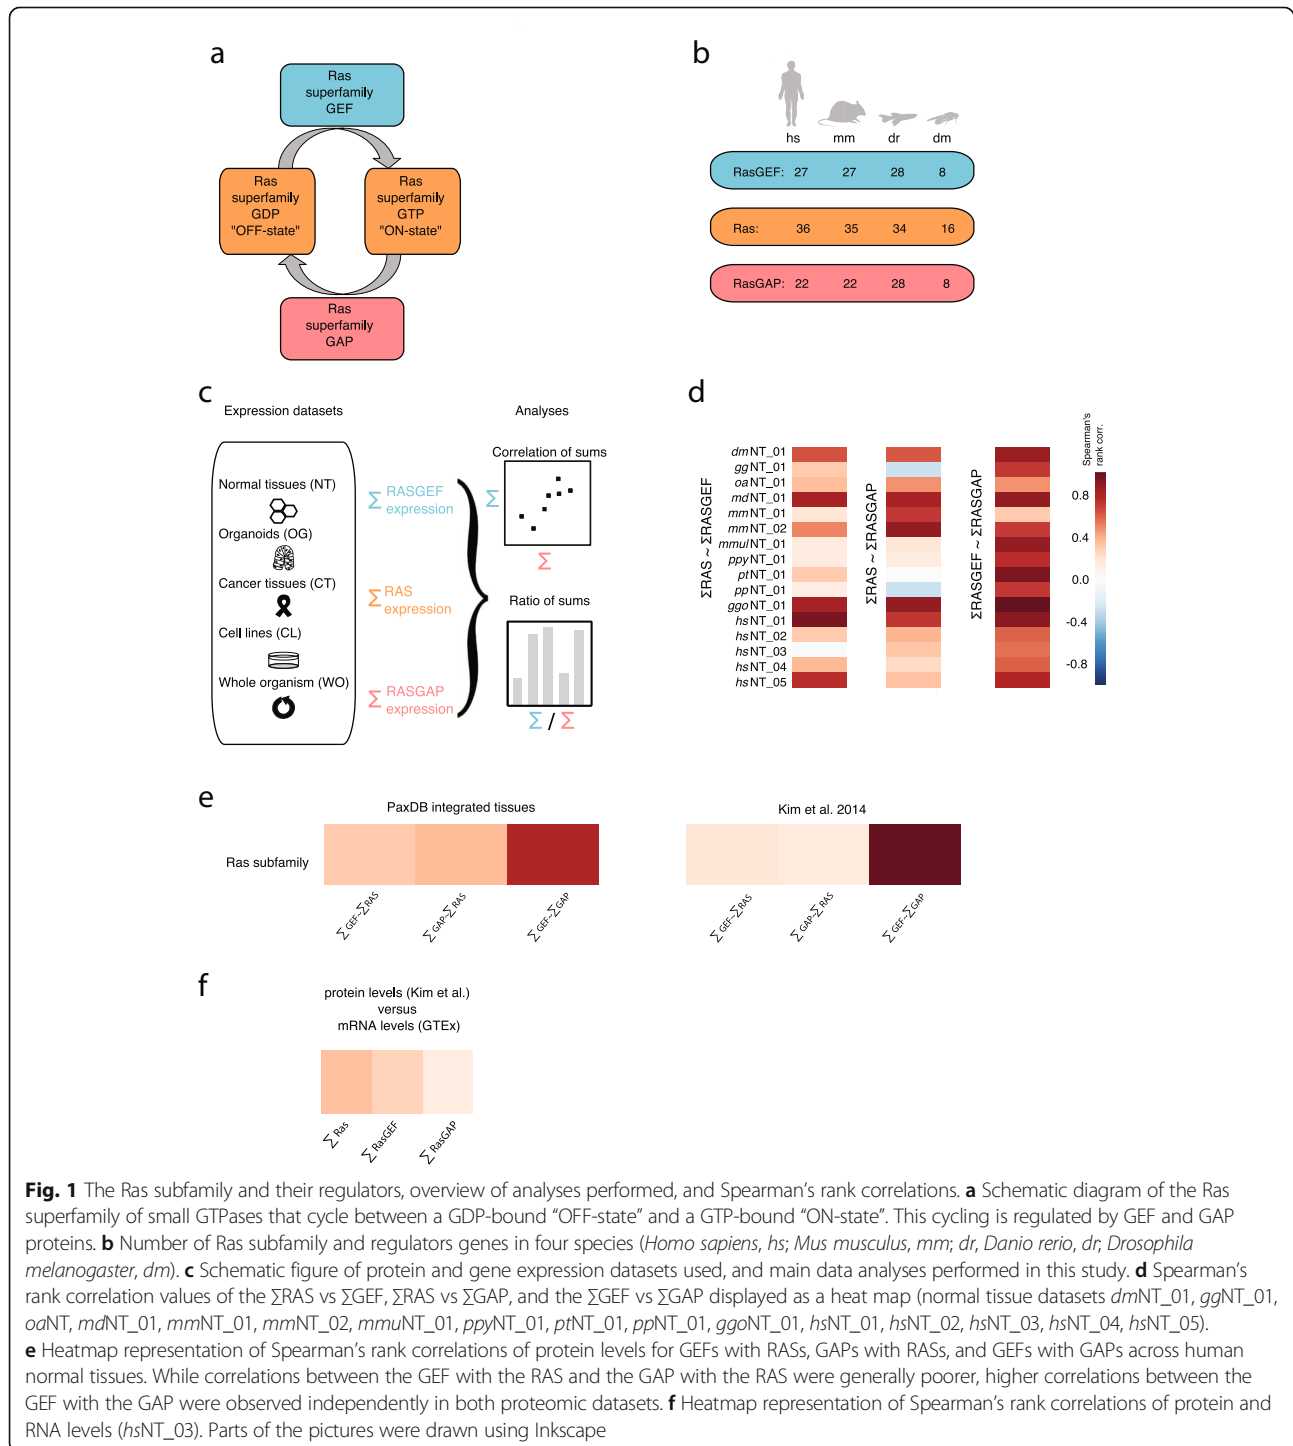 a
Ras
superfamily
GEF
Ras
superfamily
GDP
"OFF-state"
Ras
superfamily
GTP
"ON-state"
Ras
superfamily
GAP
b
hs mm dr dm
RasGEF: 27 27 28 8
Ras: 36 35 34 16
RasGAP: 22 22 28 8
c
Expression datasets
Analyses
Normal tissues (NT)
Organoids (OG)
Cancer tissues (CT)
Cell lines (CL)
Whole organism (WO)
Σ RASGEF
expression
Σ RAS
expression
Σ RASGAP
expression
Correlation of sums
Σ
Σ
Ratio of sums
Σ / Σ
d
ΣRAS ~ ΣRASGEF
dmNT_01
ggNT_01
oaNT_01
mdNT_01
mmNT_01
mmNT_02
mmulNT_01
ppyNT_01
ptNT_01
ppNT_01
ggoNT_01
hsNT_01
hsNT_02
hsNT_03
hsNT_04
hsNT_05
ΣRAS ~ ΣRASGAP
ΣRASGEF ~ ΣRASGAP
Spearman's
rank corr.
0.8
0.4
0.0
-0.4
-0.8
e
PaxDB integrated tissues
Kim et al. 2014
Ras subfamily
ΣGEF~ΣRAS
ΣGAP~ΣRAS
ΣGEF~ΣGAP
ΣGEF~ΣRAS
ΣGAP~ΣRAS
ΣGEF~ΣGAP
f
protein levels (Kim et al.)
versus
mRNA levels (GTEx)
ΣRas
ΣRasGEF
ΣRasGAP
Fig. 1 The Ras subfamily and their regulators, overview of analyses performed, and Spearman's rank correlations. a Schematic diagram of the Ras
superfamily of small GTPases that cycle between a GDP-bound “OFF-state” and a GTP-bound “ON-state”. This cycling is regulated by GEF and GAP
proteins. b Number of Ras subfamily and regulators genes in four species (Homo sapiens, hs; Mus musculus, mm; dr, Danio rerio, dr; Drosophila
melanogaster, dm). c Schematic figure of protein and gene expression datasets used, and main data analyses performed in this study. d Spearman's
rank correlation values of the ∑RAS vs ∑GEF, ∑RAS vs ∑GAP, and the ∑GEF vs ∑GAP displayed as a heat map (normal tissue datasets dmNT_01, ggNT_01,
oaNT, mdNT_01, mmNT_01, mmNT_02, mmuNT_01, ppyNT_01, ptNT_01, ppNT_01, ggoNT_01, hsNT_01, hsNT_02, hsNT_03, hsNT_04, hsNT_05).
e Heatmap representation of Spearman's rank correlations of protein levels for GEFs with RASs, GAPs with RASs, and GEFs with GAPs across human
normal tissues. While correlations between the GEF with the RAS and the GAP with the RAS were generally poorer, higher correlations between the
GEF with the GAP were observed independently in both proteomic datasets. f Heatmap representation of Spearman's rank correlations of protein and
RNA levels (hsNT_03). Parts of the pictures were drawn using Inkscape